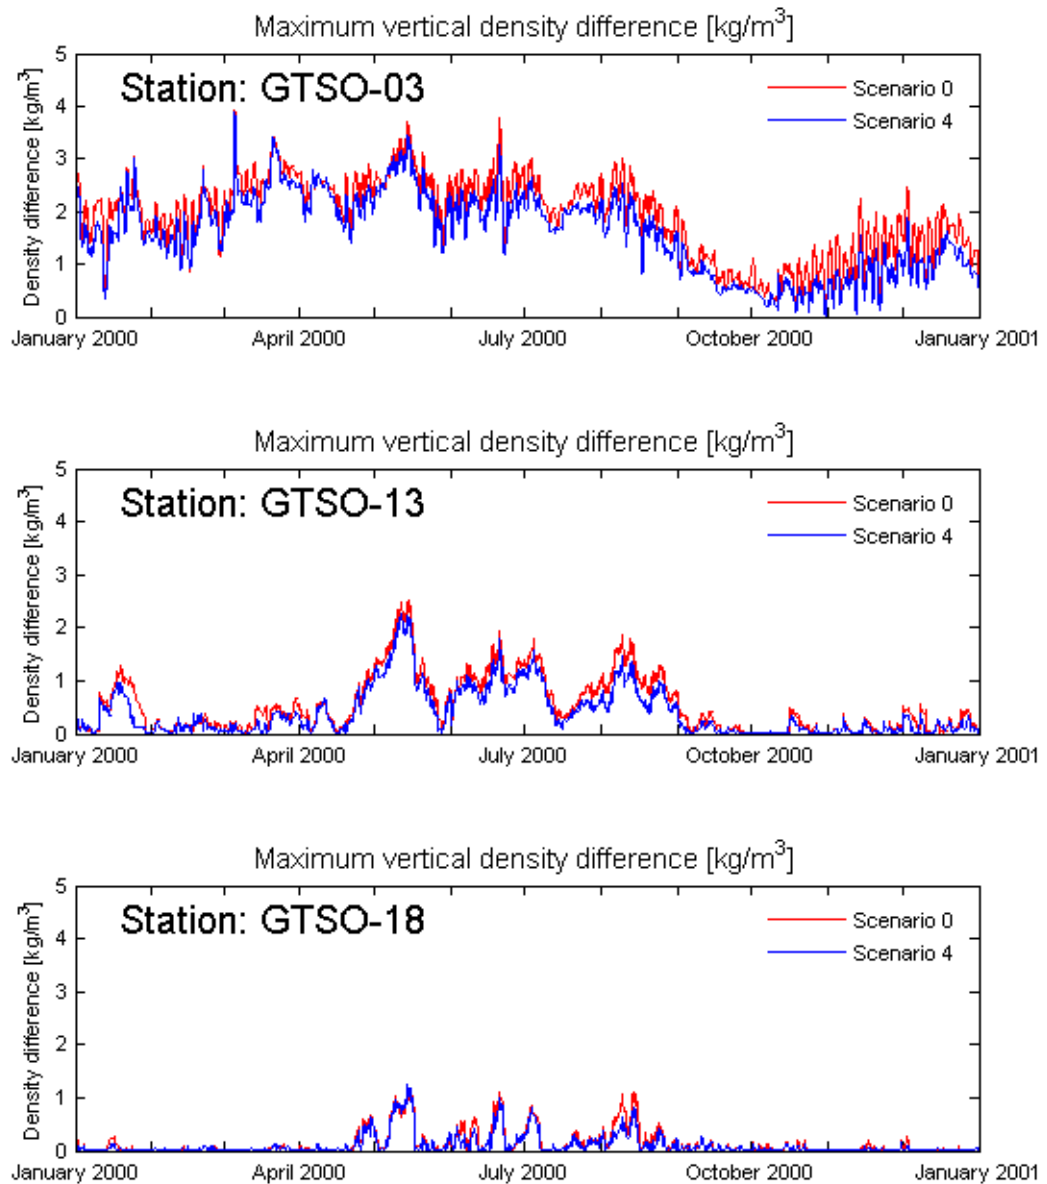 Maximum vertical density difference [kg/m³]
Density difference [kg/m³]
5
4
3
2
1
0
Station: GTSO-03
Scenario 0
Scenario 4
January 2000 April 2000 July 2000 October 2000 January 2001
Maximum vertical density difference [kg/m³]
Density difference [kg/m³]
5
4
3
2
1
0
Station: GTSO-13
Scenario 0
Scenario 4
January 2000 April 2000 July 2000 October 2000 January 2001
Maximum vertical density difference [kg/m³]
Density difference [kg/m³]
5
4
3
2
1
0
Station: GTSO-18
Scenario 0
Scenario 4
January 2000 April 2000 July 2000 October 2000 January 2001